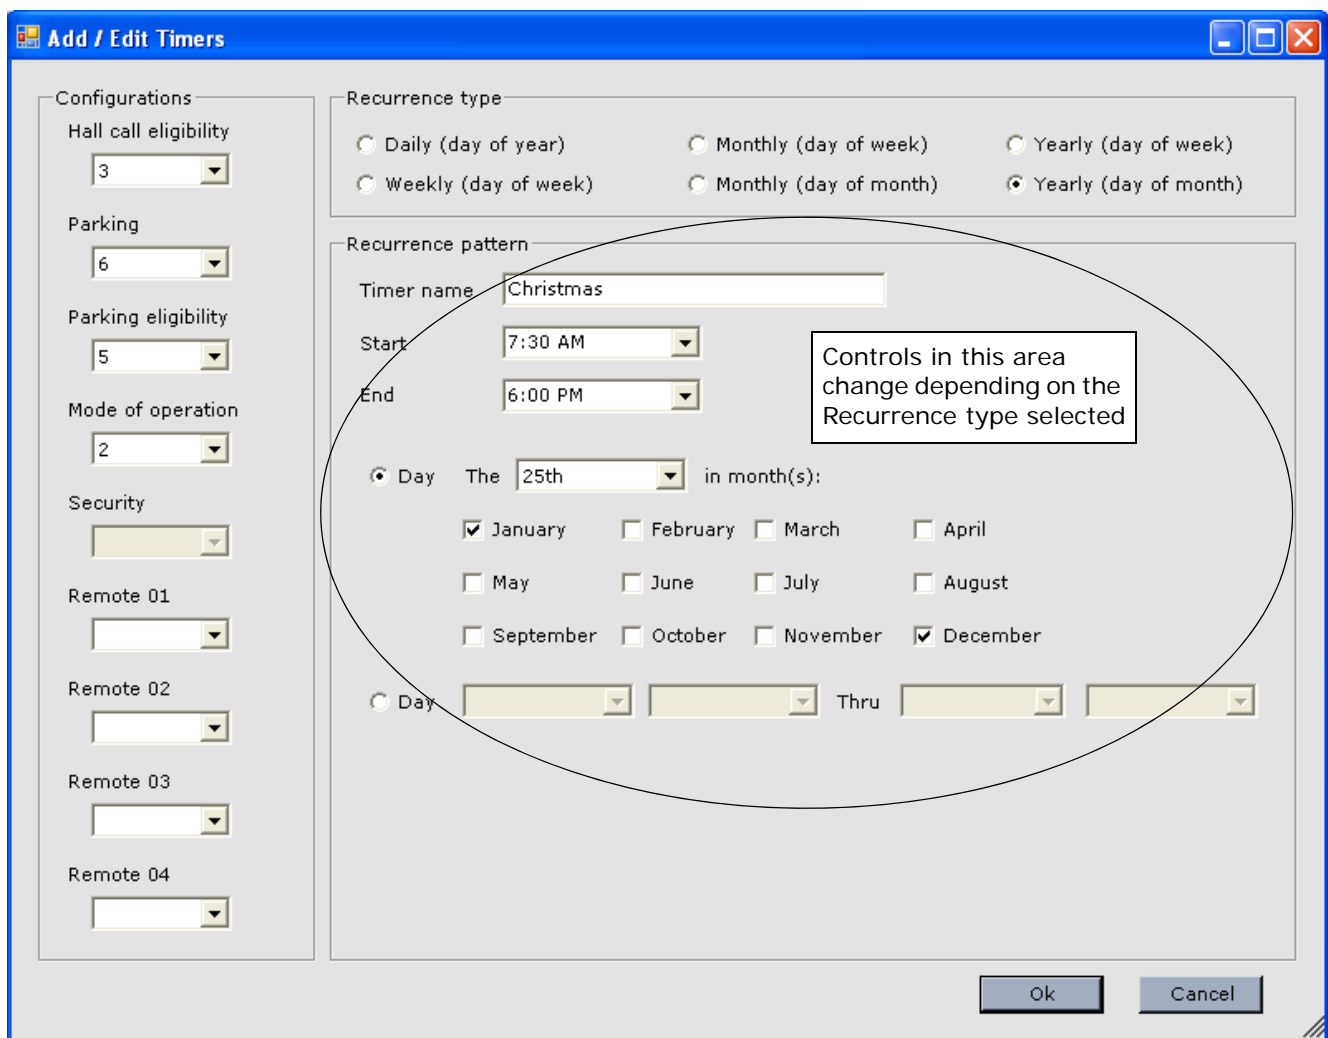 Add / Edit Timers
Configurations
Hall call eligibility
3
Parking
6
Parking eligibility
5
Mode of operation
2
Security
Remote 01
Remote 02
Remote 03
Remote 04
Recurrence type
Daily (day of year)
Monthly (day of week)
Yearly (day of week)
Weekly (day of week)
Monthly (day of month)
Yearly (day of month)
Recurrence pattern
Timer name Christmas
Start 7:30 AM
End 6:00 PM
Controls in this area
change depending on the
Recurrence type selected
Day The 25th in month(s):
January February March April
May June July August
September October November December
Day Thru
Ok Cancel